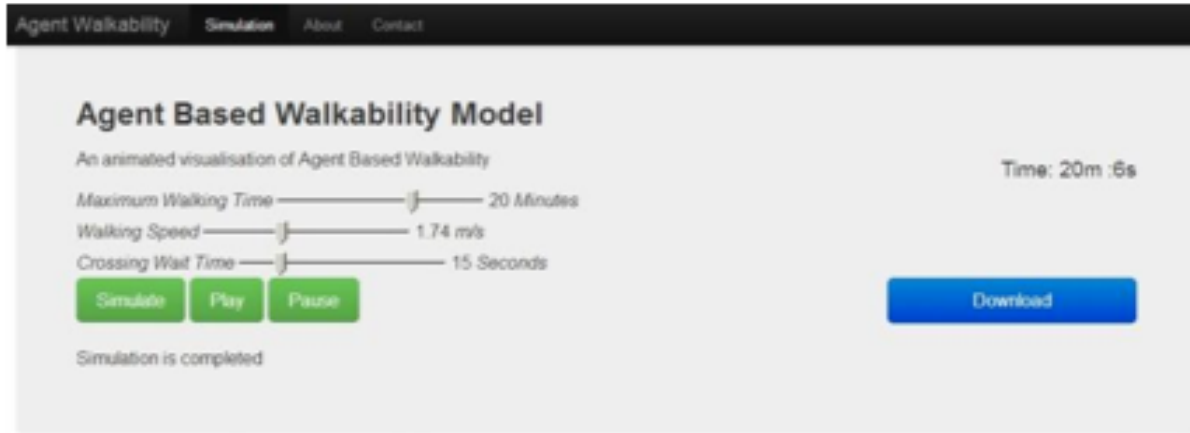 Agent Walkability Simulation About Contact
Agent Based Walkability Model
An animated visualisation of Agent Based Walkability
Time: 20m :6s
Maximum Walking Time 20 Minutes
Walking Speed 1.74 m/s
Crossing Wait Time 15 Seconds
Simulate Play Pause
Download
Simulation is completed